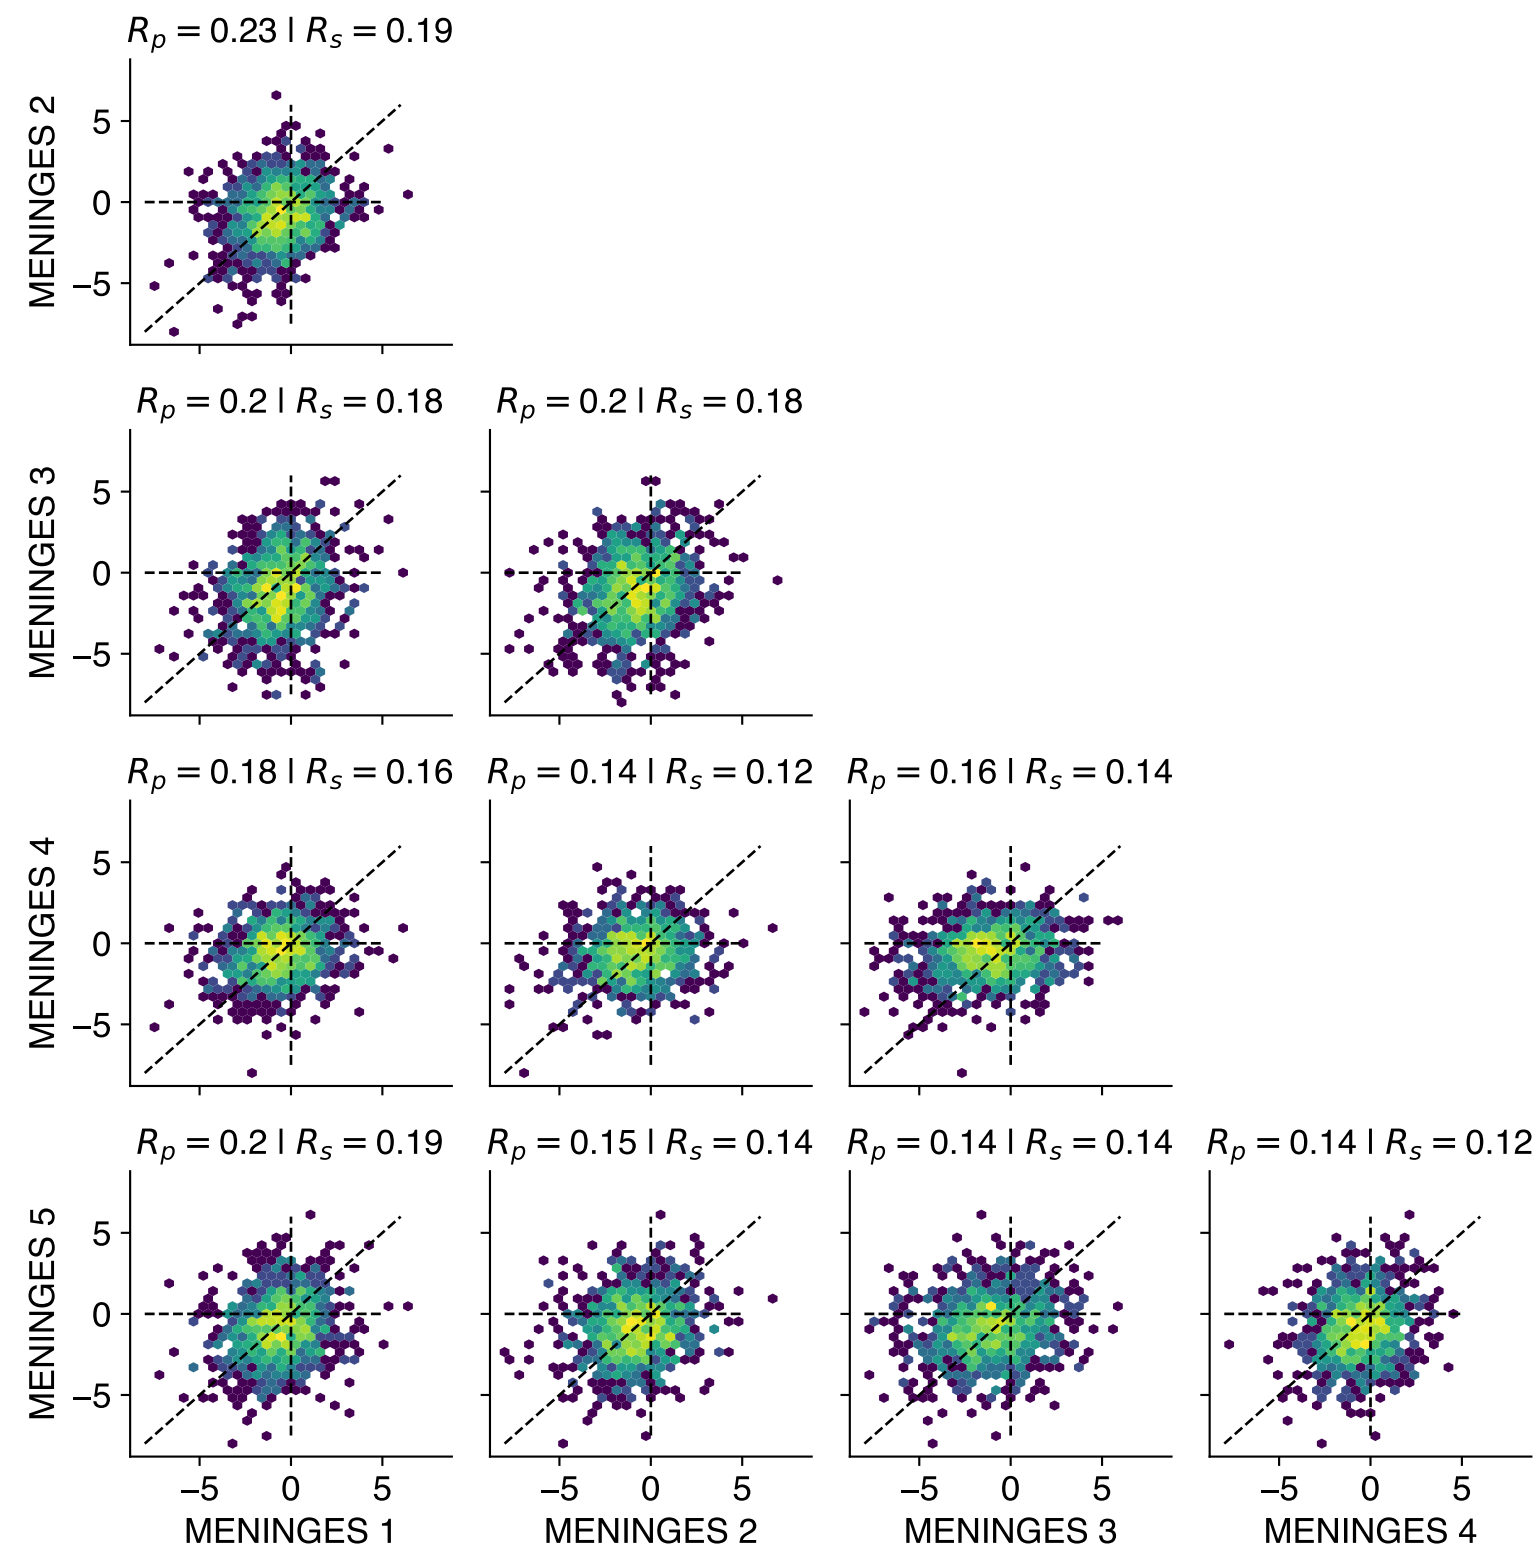 R_p = 0.23 | R_s = 0.19
MENINGES 2
5
0
−5
R_p = 0.2 | R_s = 0.18
R_p = 0.2 | R_s = 0.18
MENINGES 3
5
0
−5
R_p = 0.18 | R_s = 0.16
R_p = 0.14 | R_s = 0.12
R_p = 0.16 | R_s = 0.14
MENINGES 4
5
0
−5
R_p = 0.2 | R_s = 0.19
R_p = 0.15 | R_s = 0.14
R_p = 0.14 | R_s = 0.14
R_p = 0.14 | R_s = 0.12
MENINGES 5
5
0
−5
−5 0 5
−5 0 5
−5 0 5
−5 0 5
MENINGES 1
MENINGES 2
MENINGES 3
MENINGES 4